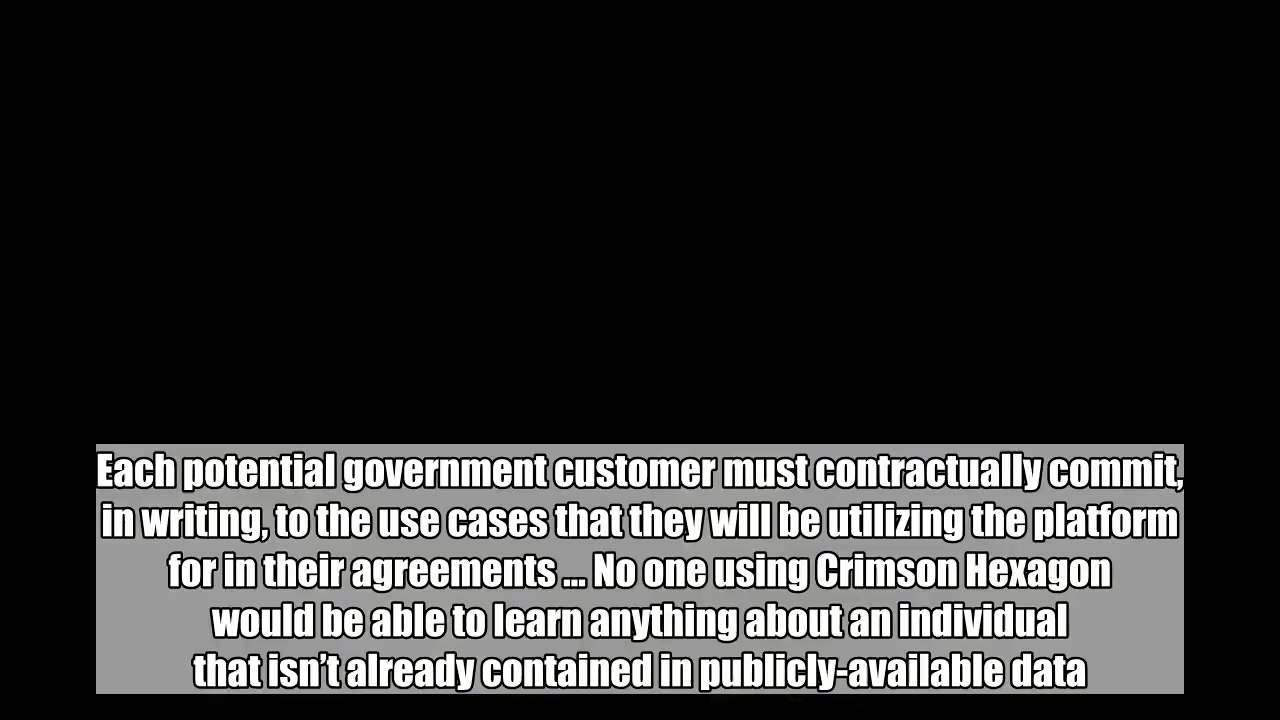 Each potential government customer must contractually commit,
in writing, to the use cases that they will be utilizing the platform
for in their agreements ... No one using Crimson Hexagon
would be able to learn anything about an individual
that isn’t already contained in publicly-available data